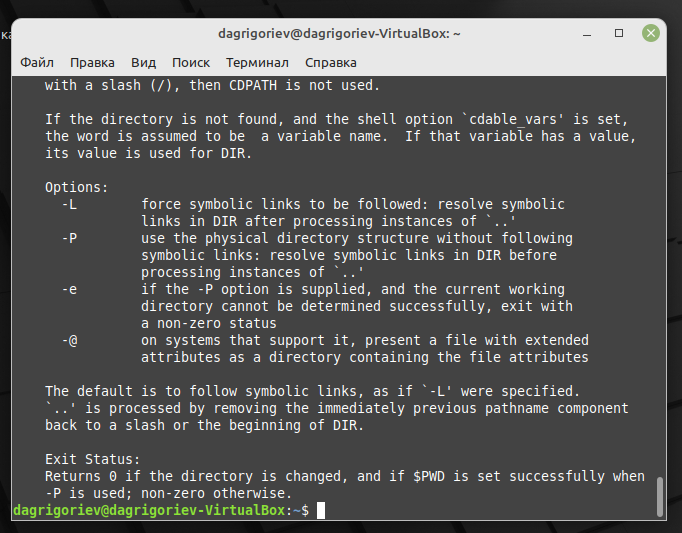 ка
dagrigoriev@dagrigoriev-VirtualBox: ~
Файл Правка Вид Поиск Терминал Справка
with a slash (/), then CDPATH is not used.
If the directory is not found, and the shell option `cdable_vars' is set,
the word is assumed to be  a variable name.  If that variable has a value,
its value is used for DIR.
Options:
-L        force symbolic links to be followed: resolve symbolic
links in DIR after processing instances of `..'
-P        use the physical directory structure without following
symbolic links: resolve symbolic links in DIR before
processing instances of `..'
-e        if the -P option is supplied, and the current working
directory cannot be determined successfully, exit with
a non-zero status
-@        on systems that support it, present a file with extended
attributes as a directory containing the file attributes
The default is to follow symbolic links, as if `-L' were specified.
`..' is processed by removing the immediately previous pathname component
back to a slash or the beginning of DIR.
Exit Status:
Returns 0 if the directory is changed, and if $PWD is set successfully when
-P is used; non-zero otherwise.
dagrigoriev@dagrigoriev-VirtualBox:~$